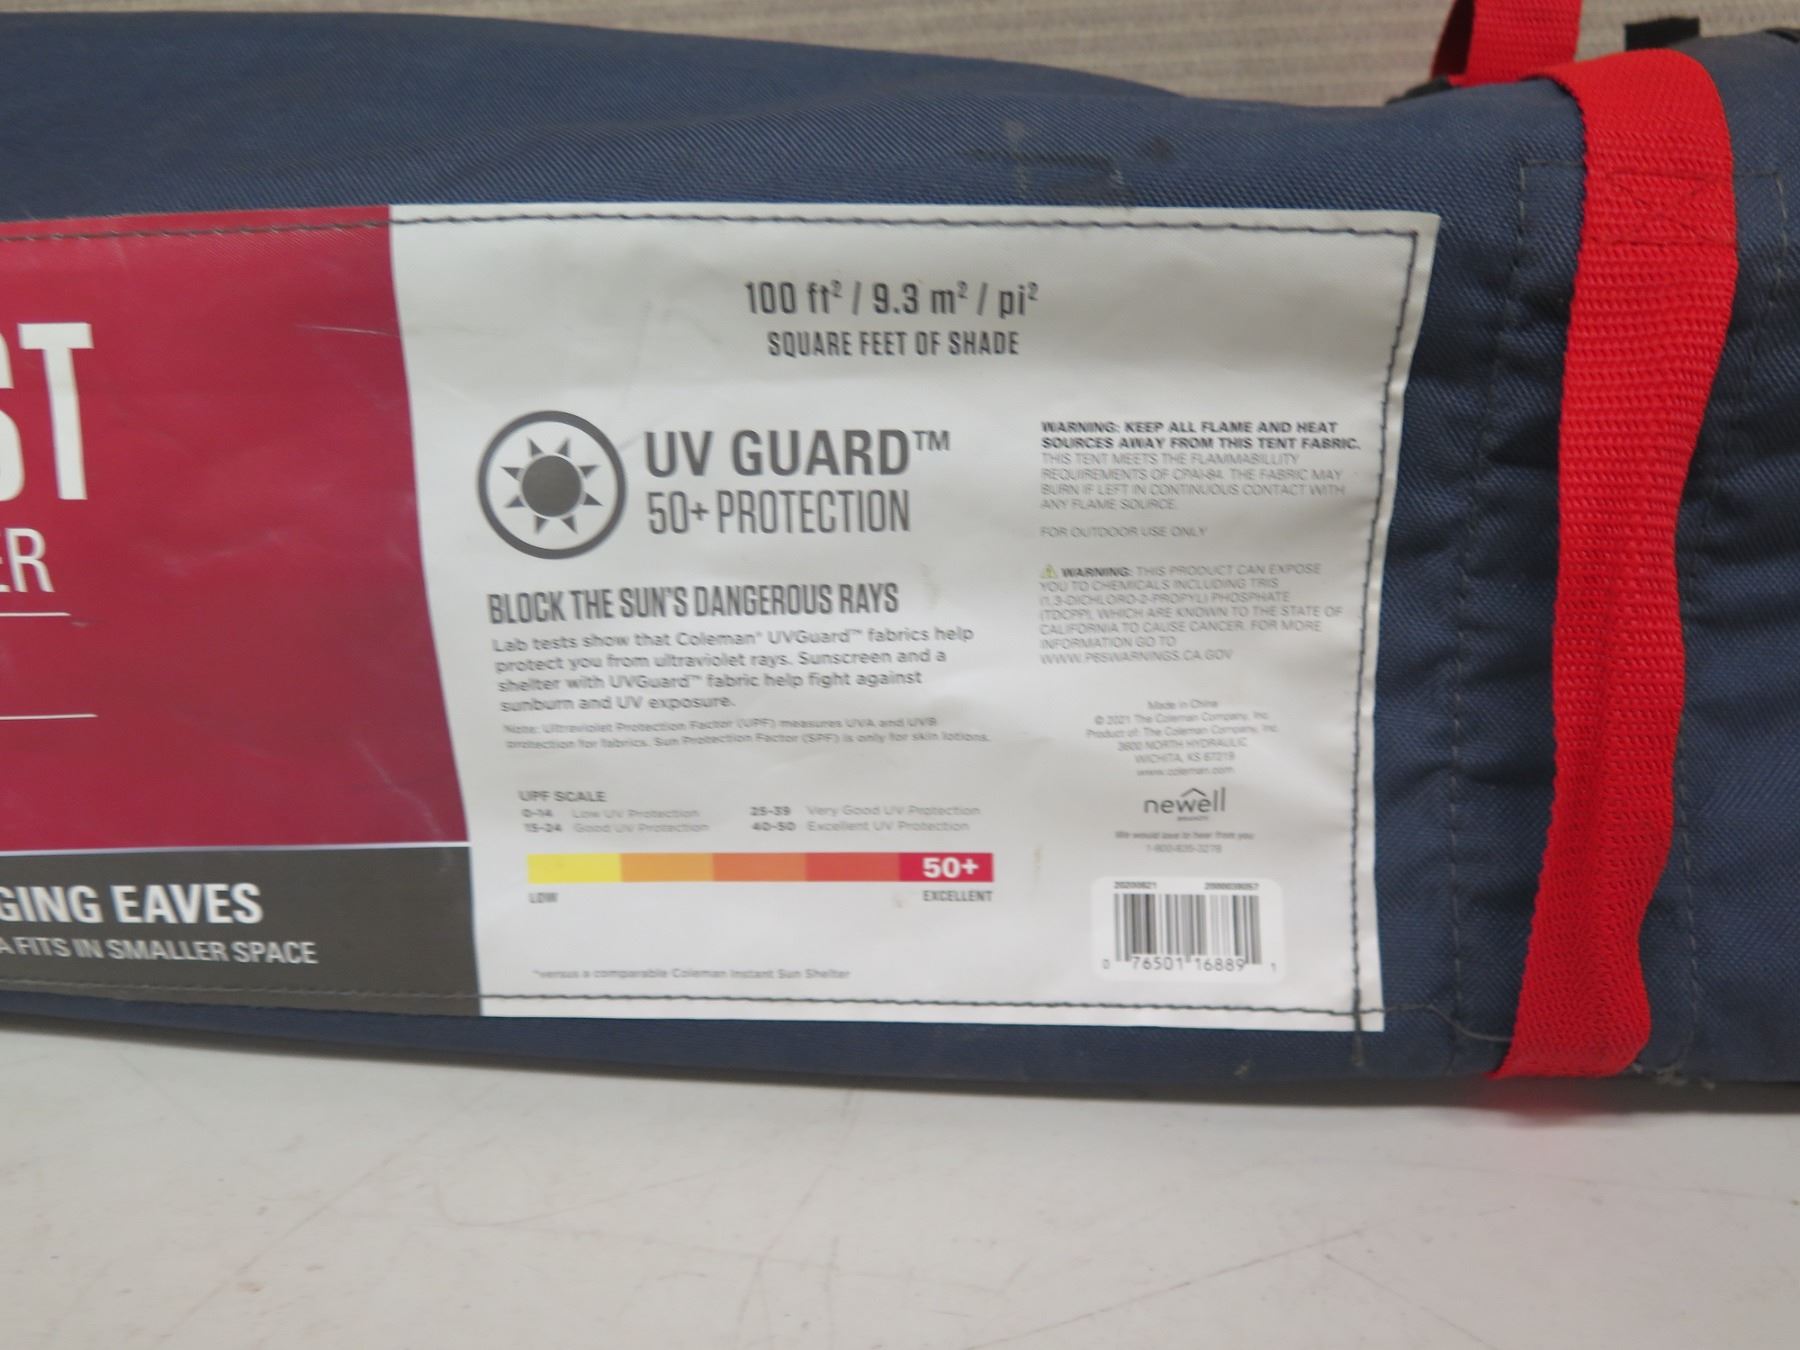 ST
ER
GING EAVES
A FITS IN SMALLER SPACE
100 ft² / 9.3 m² / pi²
SQUARE FEET OF SHADE
UV GUARD™
50+ PROTECTION
BLOCK THE SUN'S DANGEROUS RAYS
Lab tests show that Coleman® UVGuard™ fabrics help
protect you from ultraviolet rays. Sunscreen and a
shelter with UVGuard™ fabric help fight against
sunburn and UV exposure.
Note: Ultraviolet Protection Factor (UPF) measures UVA and UVB
protection for fabrics. Sun Protection Factor (SPF) is only for skin lotions.
UPF SCALE
0-14 Low UV Protection
15-24 Good UV Protection
25-39 Very Good UV Protection
40-50 Excellent UV Protection
50+
LOW
EXCELLENT
*versus a comparable Coleman Instant Sun Shelter
WARNING: KEEP ALL FLAME AND HEAT
SOURCES AWAY FROM THIS TENT FABRIC.
THIS TENT MEETS THE FLAMMABILLITY
REQUIREMENTS OF CPAI-84. THE FABRIC MAY
BURN IF LEFT IN CONTINUOUS CONTACT WITH
ANY FLAME SOURCE.
FOR OUTDOOR USE ONLY
⚠ WARNING: THIS PRODUCT CAN EXPOSE
YOU TO CHEMICALS INCLUDING TRIS
(1,3-DICHLORO-2-PROPYL) PHOSPHATE
(TDCPP), WHICH ARE KNOWN TO THE STATE OF
CALIFORNIA TO CAUSE CANCER. FOR MORE
INFORMATION GO TO
WWW.P65WARNINGS.CA.GOV
Made in China
© 2021 The Coleman Company, Inc.
Product of: The Coleman Company, Inc.
3600 NORTH HYDRAULIC
WICHITA, KS 67219
www.coleman.com
newell
BRANDS
We would love to hear from you
1-800-835-3278
20200821 2000038057
0 76501 16889 1